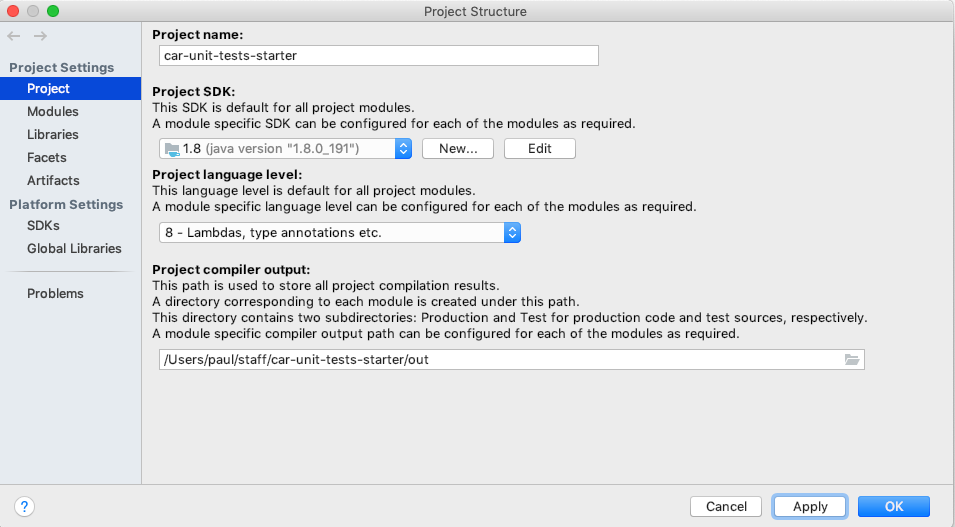 Project Structure
Project Settings
Project
Modules
Libraries
Facets
Artifacts
Platform Settings
SDKs
Global Libraries
Problems
Project name:
car-unit-tests-starter
Project SDK:
This SDK is default for all project modules.
A module specific SDK can be configured for each of the modules as required.
1.8 (java version "1.8.0_191") New... Edit
Project language level:
This language level is default for all project modules.
A module specific language level can be configured for each of the modules as required.
8 - Lambdas, type annotations etc.
Project compiler output:
This path is used to store all project compilation results.
A directory corresponding to each module is created under this path.
This directory contains two subdirectories: Production and Test for production code and test sources, respectively.
A module specific compiler output path can be configured for each of the modules as required.
/Users/paul/staff/car-unit-tests-starter/out
? Cancel Apply OK